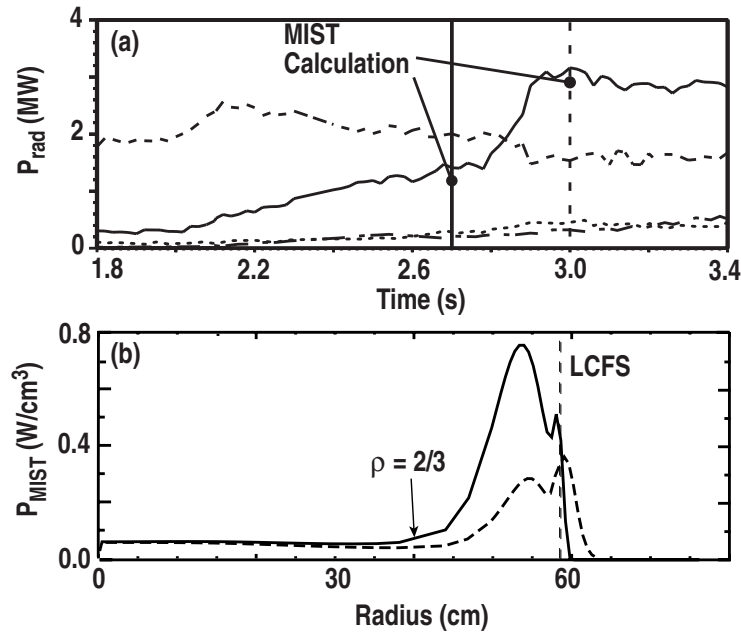 4
(a)
MIST
Calculation
P_rad (MW)
2
0
1.8 2.2 2.6 3.0 3.4
Time (s)
0.8
(b)
LCFS
P_MIST (W/cm³)
0.4
ρ = 2/3
0.0
0 30 60
Radius (cm)